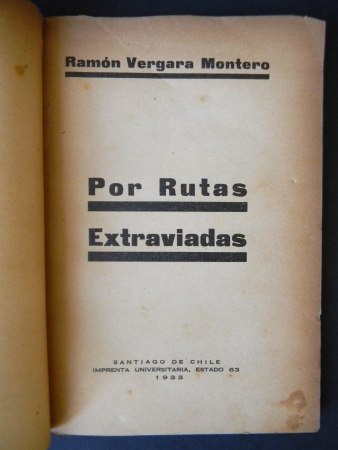 Ramón Vergara Montero
Por Rutas
Extraviadas
SANTIAGO DE CHILE
IMPRENTA UNIVERSITARIA, ESTADO 63
1933